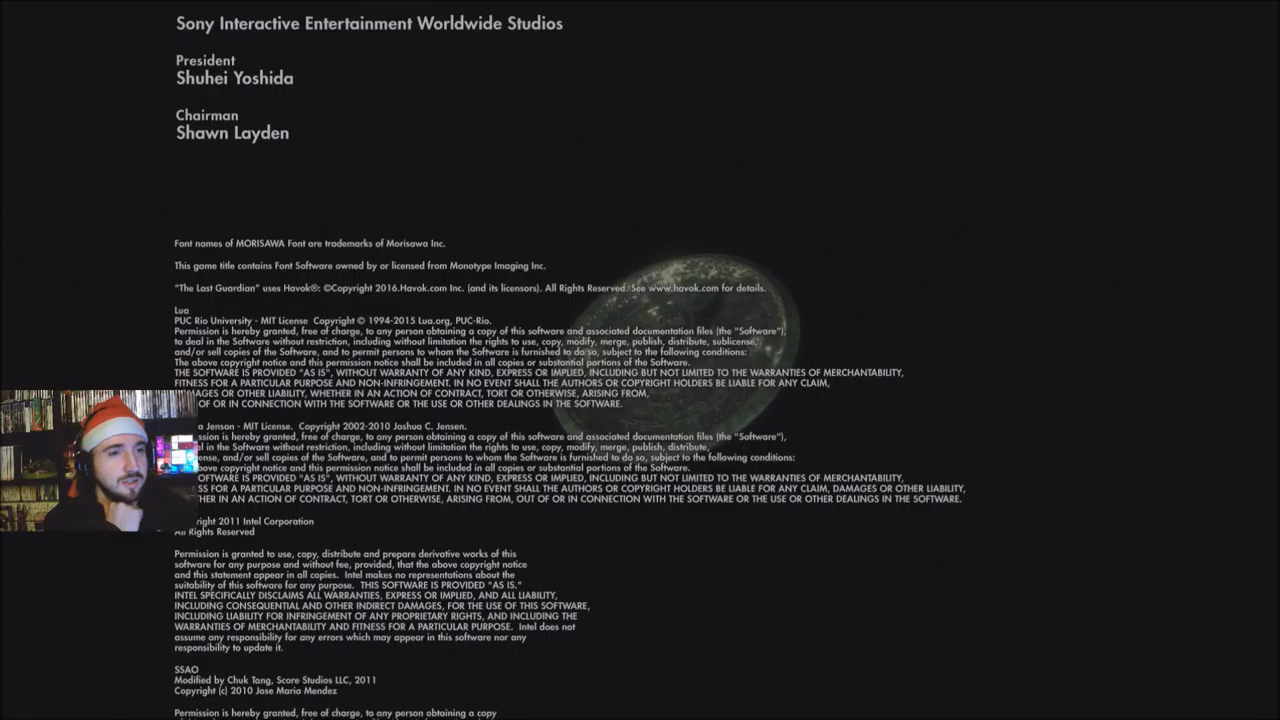 Sony Interactive Entertainment Worldwide Studios
President
Shuhei Yoshida
Chairman
Shawn Layden
Font names of MORISAWA Font are trademarks of Morisawa Inc.
This game title contains Font Software owned by or licensed from Monotype Imaging Inc.
“The Last Guardian” uses Havok®: ©Copyright 2016.Havok.com Inc. (and its licensors). All Rights Reserved. See www.havok.com for details.
Lua
PUC Rio University - MIT License  Copyright © 1994-2015 Lua.org, PUC-Rio.
Permission is hereby granted, free of charge, to any person obtaining a copy of this software and associated documentation files (the "Software"),
to deal in the Software without restriction, including without limitation the rights to use, copy, modify, merge, publish, distribute, sublicense,
and/or sell copies of the Software, and to permit persons to whom the Software is furnished to do so, subject to the following conditions:
The above copyright notice and this permission notice shall be included in all copies or substantial portions of the Software.
THE SOFTWARE IS PROVIDED "AS IS", WITHOUT WARRANTY OF ANY KIND, EXPRESS OR IMPLIED, INCLUDING BUT NOT LIMITED TO THE WARRANTIES OF MERCHANTABILITY,
FITNESS FOR A PARTICULAR PURPOSE AND NON-INFRINGEMENT. IN NO EVENT SHALL THE AUTHORS OR COPYRIGHT HOLDERS BE LIABLE FOR ANY CLAIM,
MAGES OR OTHER LIABILITY, WHETHER IN AN ACTION OF CONTRACT, TORT OR OTHERWISE, ARISING FROM,
OF OR IN CONNECTION WITH THE SOFTWARE OR THE USE OR OTHER DEALINGS IN THE SOFTWARE.
a Jenson - MIT License.  Copyright 2002-2010 Joshua C. Jensen.
ssion is hereby granted, free of charge, to any person obtaining a copy of this software and associated documentation files (the "Software"),
al in the Software without restriction, including without limitation the rights to use, copy, modify, merge, publish, distribute,
ense, and/or sell copies of the Software, and to permit persons to whom the Software is furnished to do so, subject to the following conditions:
above copyright notice and this permission notice shall be included in all copies or substantial portions of the Software.
OFTWARE IS PROVIDED "AS IS", WITHOUT WARRANTY OF ANY KIND, EXPRESS OR IMPLIED, INCLUDING BUT NOT LIMITED TO THE WARRANTIES OF MERCHANTABILITY,
SS FOR A PARTICULAR PURPOSE AND NON-INFRINGEMENT. IN NO EVENT SHALL THE AUTHORS OR COPYRIGHT HOLDERS BE LIABLE FOR ANY CLAIM, DAMAGES OR OTHER LIABILITY,
HER IN AN ACTION OF CONTRACT, TORT OR OTHERWISE, ARISING FROM, OUT OF OR IN CONNECTION WITH THE SOFTWARE OR THE USE OR OTHER DEALINGS IN THE SOFTWARE.
right 2011 Intel Corporation
All Rights Reserved
Permission is granted to use, copy, distribute and prepare derivative works of this
software for any purpose and without fee, provided, that the above copyright notice
and this statement appear in all copies.  Intel makes no representations about the
suitability of this software for any purpose.  THIS SOFTWARE IS PROVIDED "AS IS."
INTEL SPECIFICALLY DISCLAIMS ALL WARRANTIES, EXPRESS OR IMPLIED, AND ALL LIABILITY,
INCLUDING CONSEQUENTIAL AND OTHER INDIRECT DAMAGES, FOR THE USE OF THIS SOFTWARE,
INCLUDING LIABILITY FOR INFRINGEMENT OF ANY PROPRIETARY RIGHTS, AND INCLUDING THE
WARRANTIES OF MERCHANTABILITY AND FITNESS FOR A PARTICULAR PURPOSE.  Intel does not
assume any responsibility for any errors which may appear in this software nor any
responsibility to update it.
SSAO
Modified by Chuk Tang, Score Studios LLC, 2011
Copyright (c) 2010 Jose Maria Mendez
Permission is hereby granted, free of charge, to any person obtaining a copy